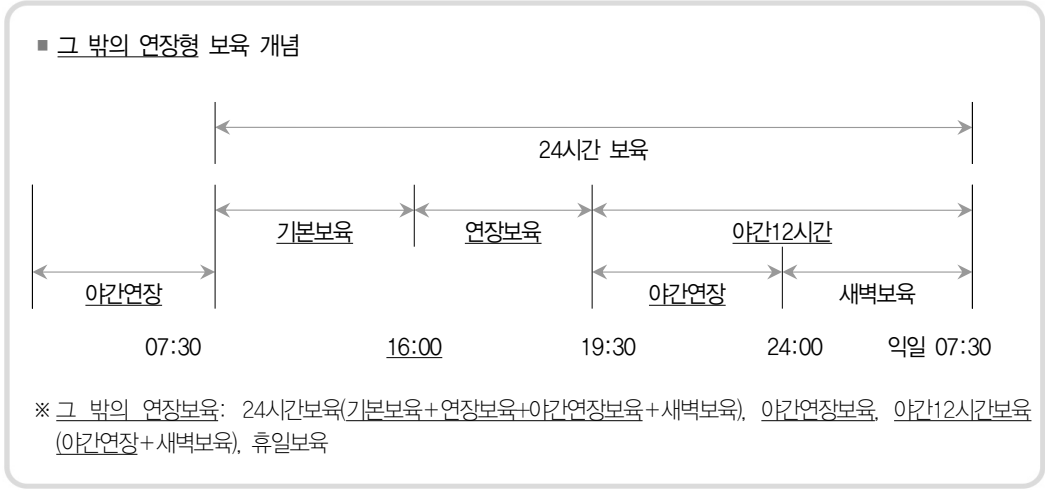 ■ 그 밖의 연장형 보육 개념
24시간 보육
기본보육 연장보육 야간12시간
야간연장 야간연장 새벽보육
07:30 16:00 19:30 24:00 익일 07:30
※ 그 밖의 연장보육: 24시간보육(기본보육+연장보육+야간연장보육+새벽보육), 야간연장보육, 야간12시간보육
(야간연장+새벽보육), 휴일보육